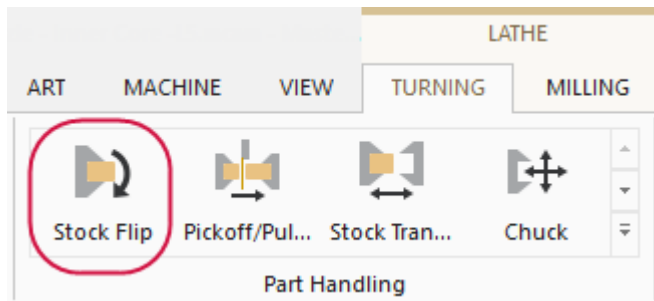 LATHE
ART MACHINE VIEW TURNING MILLING
Stock Flip Pickoff/Pul... Stock Tran... Chuck
Part Handling